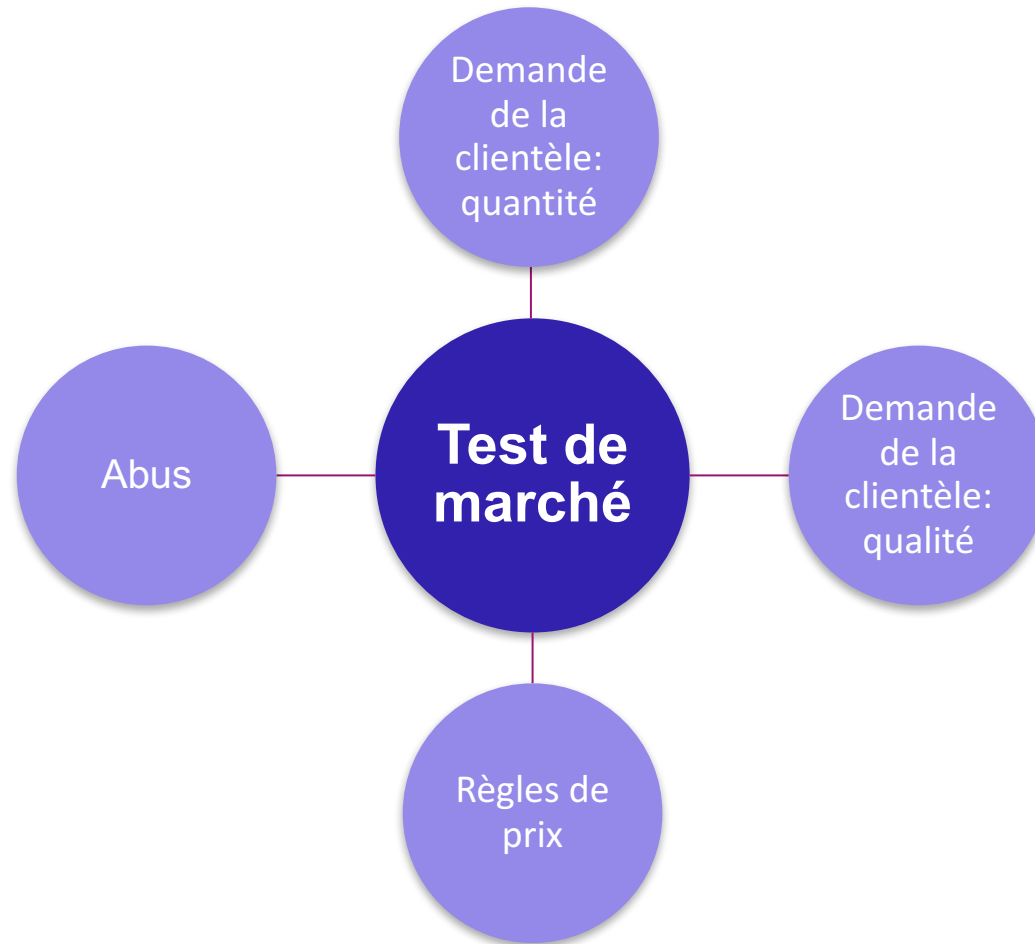 Demande
de la
clientèle:
quantité
Abus
Test de
marché
Demande
de la
clientèle:
qualité
Règles de
prix